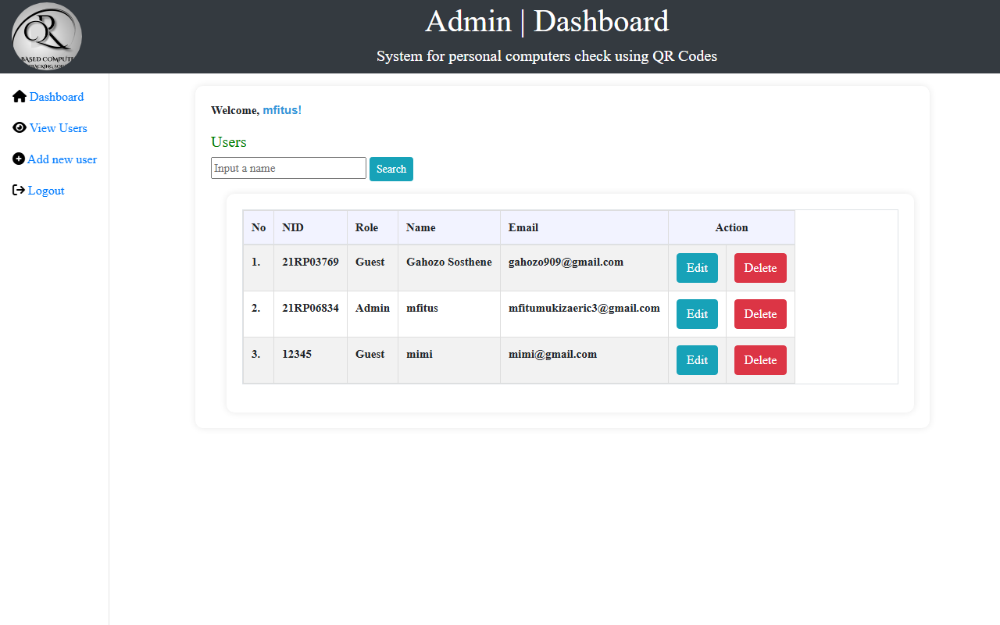 QR
BASED COMPUTE
TRACKING SOL
Admin | Dashboard
System for personal computers check using QR Codes
Dashboard
View Users
Add new user
Logout
Welcome, mfitus!
Users
Input a name
Search
No NID Role Name Email Action
1. 21RP03769 Guest Gahozo Sosthene gahozo909@gmail.com Edit Delete
2. 21RP06834 Admin mfitus mfitumukizaeric3@gmail.com Edit Delete
3. 12345 Guest mimi mimi@gmail.com Edit Delete